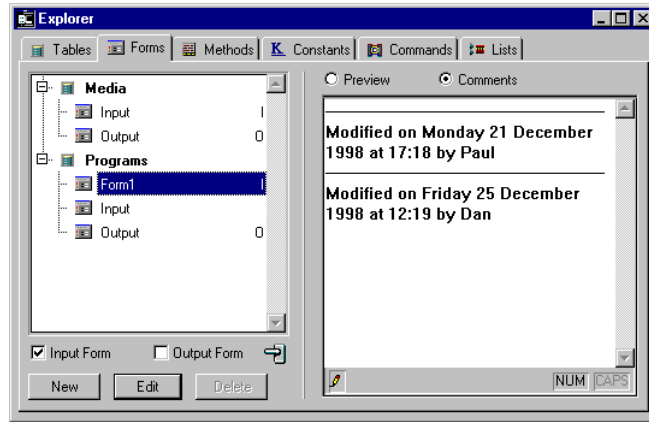 Explorer
Tables Forms Methods K Constants Commands Lists
Preview Comments
Media
Input I
Output O
Programs
Form1 I
Input
Output O
Modified on Monday 21 December
1998 at 17:18 by Paul
Modified on Friday 25 December
1998 at 12:19 by Dan
Input Form Output Form
New Edit Delete
NUM CAPS